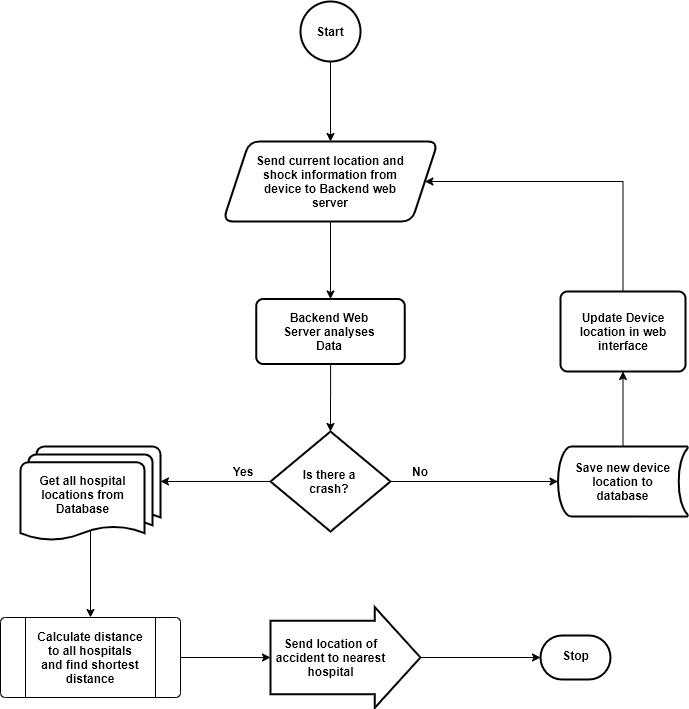 Start
Send current location and
shock information from
device to Backend web
server
Backend Web
Server analyses
Data
Update Device
location in web
interface
Is there a
crash?
Yes
No
Get all hospital
locations from
Database
Save new device
location to
database
Calculate distance
to all hospitals
and find shortest
distance
Send location of
accident to nearest
hospital
Stop